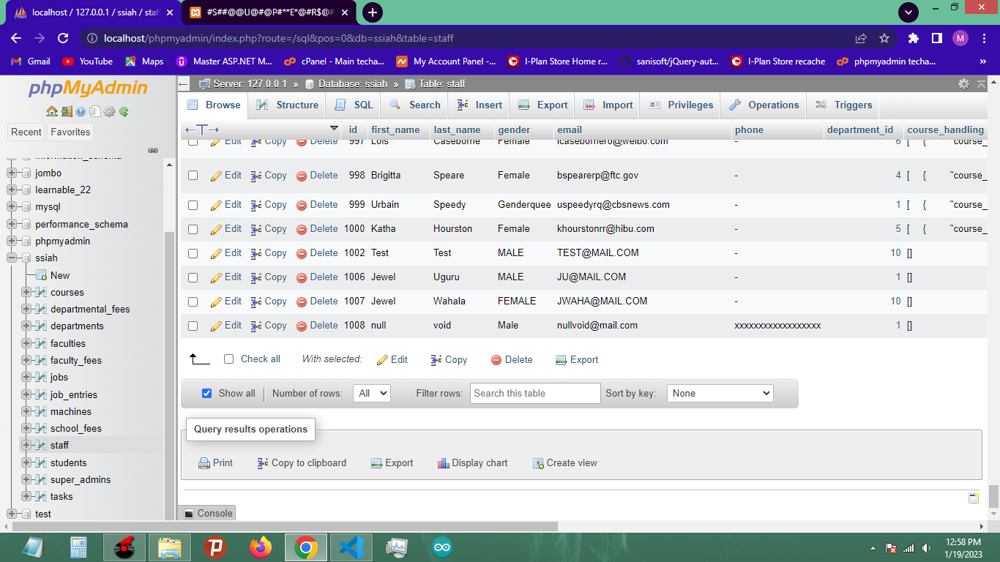 localhost / 127.0.0.1 / ssiah / staf
#S##@@U@#@P#**E*@#R$@#
localhost/phpmyadmin/index.php?route=/sql&pos=0&db=ssiah&table=staff
M
Gmail YouTube Maps Master ASP.NET M... cPanel - Main techa... My Account Panel -... I-Plan Store Home r... sanisoft/jQuery-aut... I-Plan Store recache phpmyadmin techa... »
phpMyAdmin
Recent Favorites
information_schema
jombo
learnable_22
mysql
performance_schema
phpmyadmin
ssiah
New
courses
departmental_fees
departments
faculties
faculty_fees
jobs
job_entries
machines
school_fees
staff
students
super_admins
tasks
test
Server: 127.0.0.1 » Database: ssiah » Table: staff
Browse Structure SQL Search Insert Export Import Privileges Operations Triggers
id first_name last_name gender email phone department_id course_handling
Edit Copy Delete 997 Lois Caseborne Female lcasebornero@weibo.com - 6 [ { "course_
Edit Copy Delete 998 Brigitta Speare Female bspearerp@ftc.gov - 4 [ { "course_
Edit Copy Delete 999 Urbain Speedy Genderquee uspeedyrq@cbsnews.com - 1 [ { "course_
Edit Copy Delete 1000 Katha Hourston Female khourstonrr@hibu.com - 5 [ { "course_
Edit Copy Delete 1002 Test Test MALE TEST@MAIL.COM - 10 []
Edit Copy Delete 1006 Jewel Uguru MALE JU@MAIL.COM - 1 []
Edit Copy Delete 1007 Jewel Wahala FEMALE JWAHA@MAIL.COM - 10 []
Edit Copy Delete 1008 null void Male nullvoid@mail.com xxxxxxxxxxxxxxxxxx 1 []
Check all With selected: Edit Copy Delete Export
Show all Number of rows: All Filter rows: Search this table Sort by key: None
Query results operations
Print Copy to clipboard Export Display chart Create view
Console
12:58 PM
1/19/2023